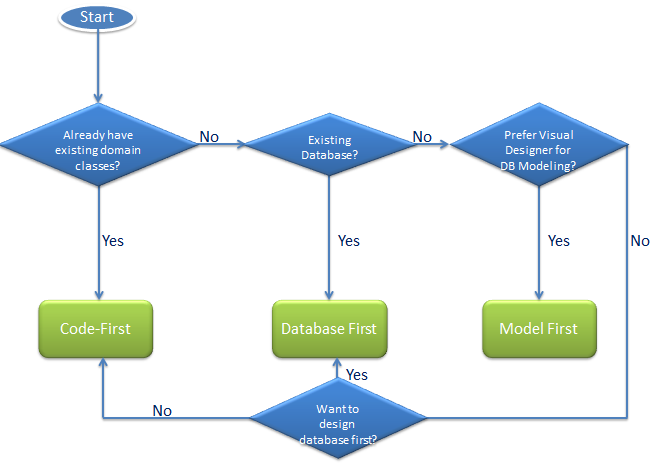 Start
Already have
existing domain
classes?
No
Existing
Database?
No
Prefer Visual
Designer for
DB Modeling?
Yes
Yes
Yes
No
Code-First
Database First
Model First
Yes
No
Want to
design
database first?